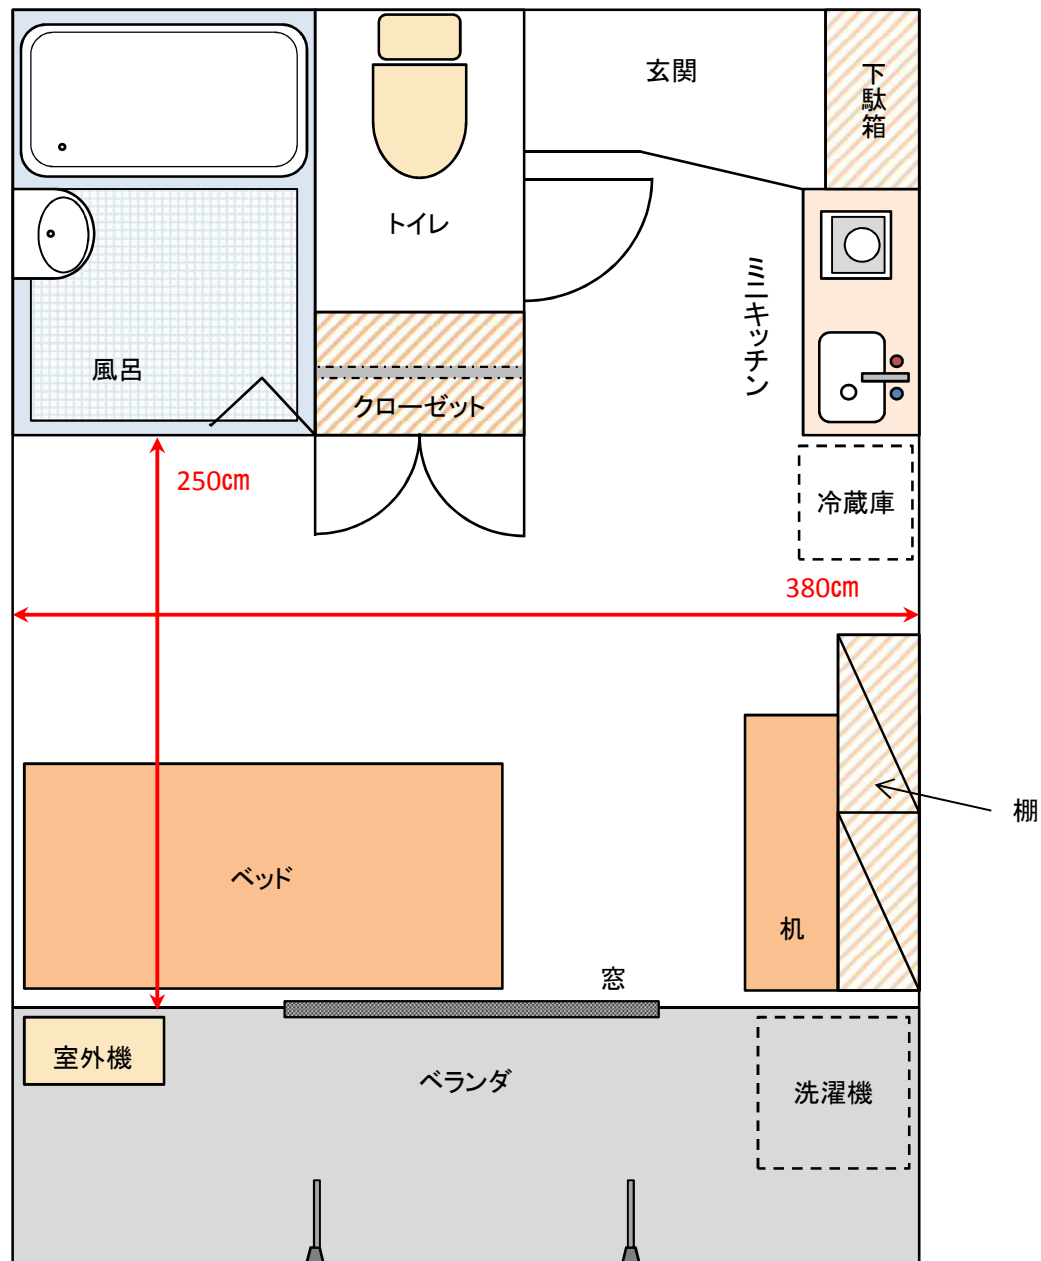 玄関
下駄箱
トイレ
ミニキッチン
風呂
クローゼット
250㎝
冷蔵庫
380㎝
棚
ベッド
机
窓
室外機
ベランダ
洗濯機